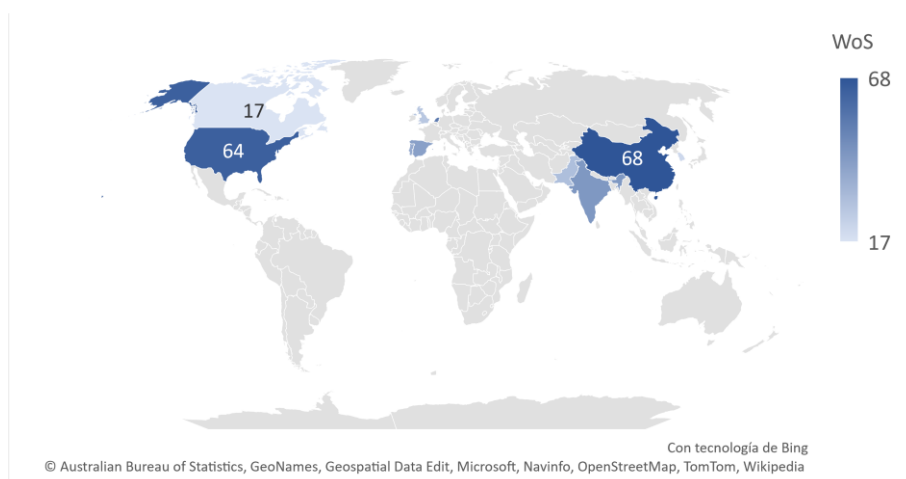 WoS
68
17
64
68
17
Con tecnología de Bing
© Australian Bureau of Statistics, GeoNames, Geospatial Data Edit, Microsoft, Navinfo, OpenStreetMap, TomTom, Wikipedia